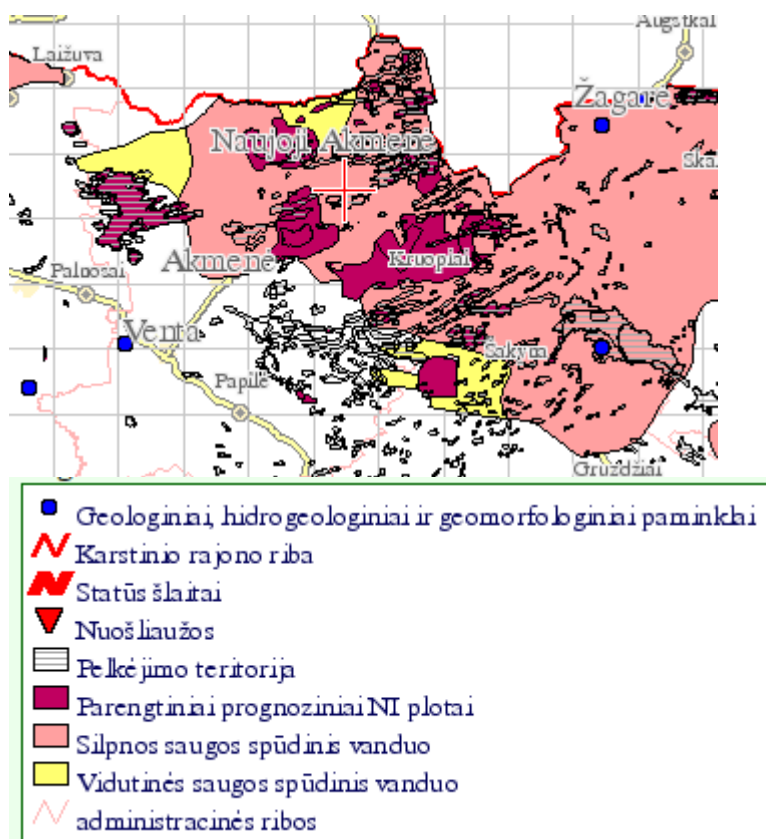 Augstkal
Laižuva
Žagarė
Naujoji Akmenė
Ska
Akmenė
Kruopiai
Paluosai
Venta
Šakyna
Papilė
Gruzdžiai
Geologiniai, hidrogeologiniai ir geomorfologiniai paminklai
Karstinio rajono riba
Statūs šlaitai
Nuošliaužos
Pelkėjimo teritorija
Parengtiniai prognoziniai NI plotai
Silpnos saugos spūdinis vanduo
Vidutinės saugos spūdinis vanduo
administracinės ribos